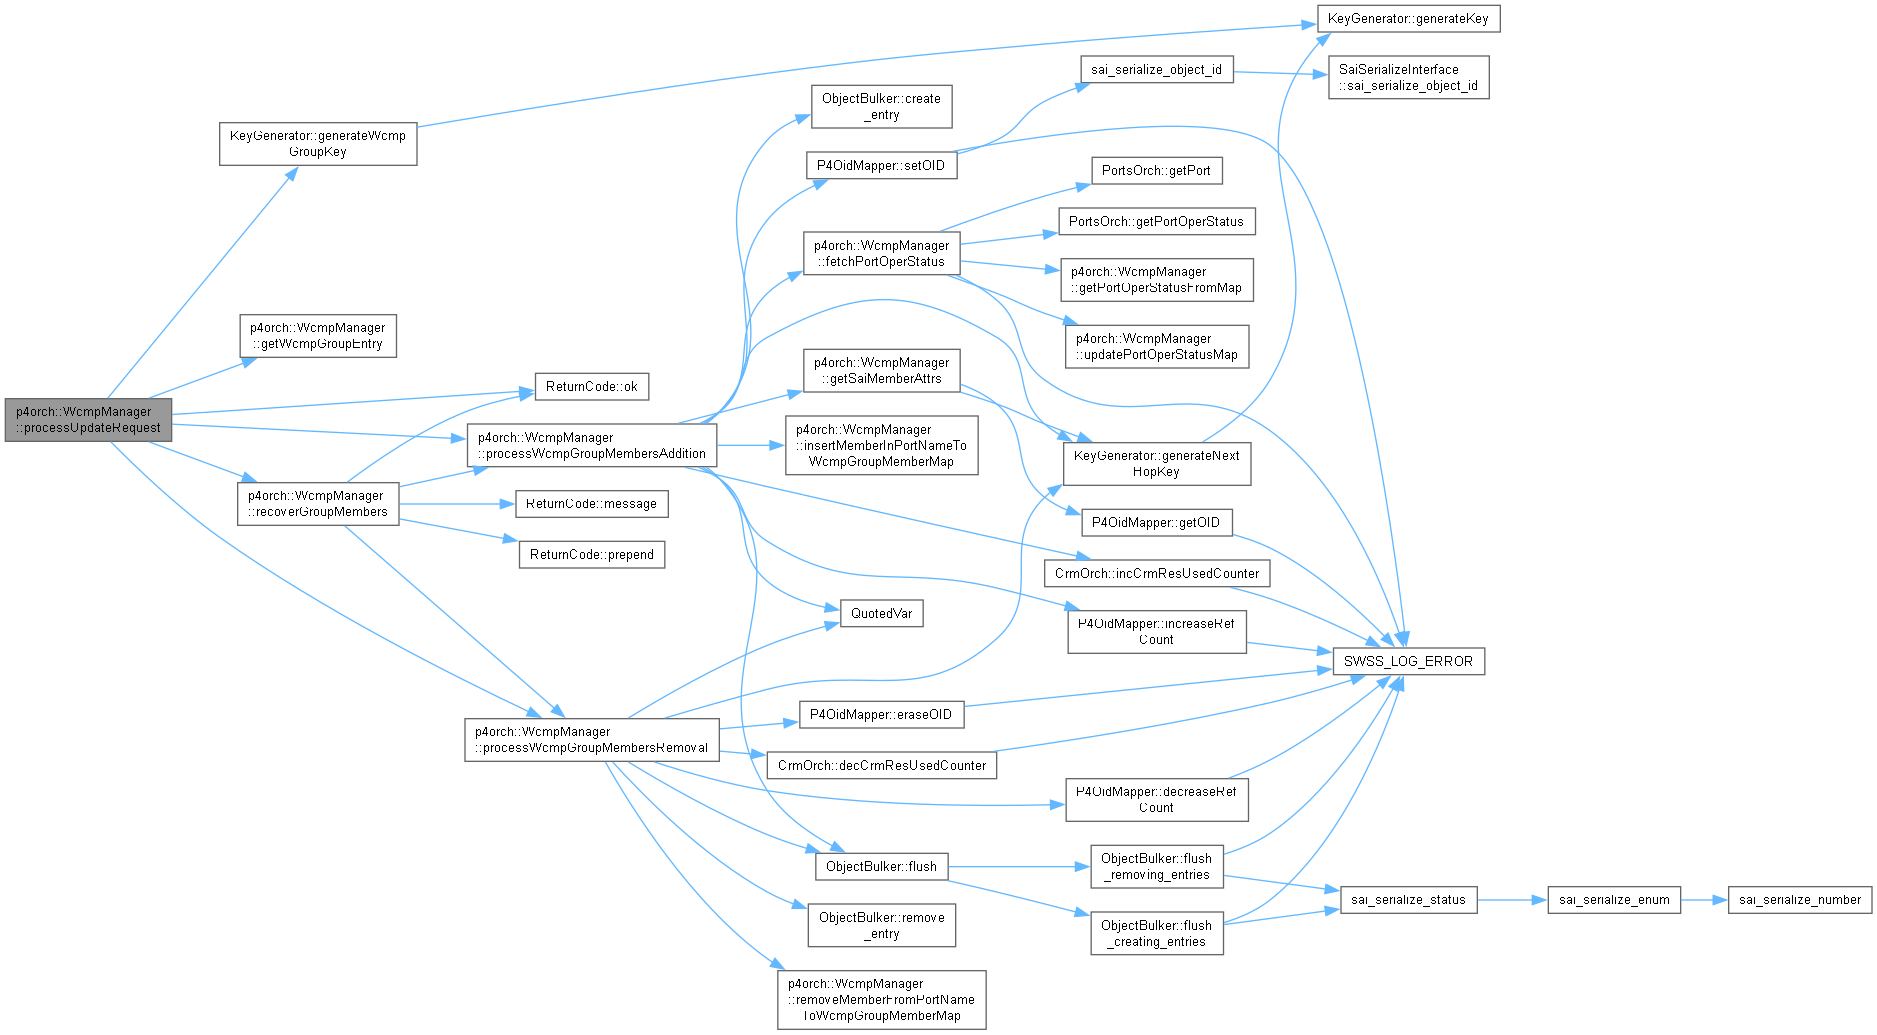 p4orch::WcmpManager
::processUpdateRequest
KeyGenerator::generateWcmp
GroupKey
p4orch::WcmpManager
::getWcmpGroupEntry
p4orch::WcmpManager
::recoverGroupMembers
ReturnCode::ok
p4orch::WcmpManager
::processWcmpGroupMembersAddition
ReturnCode::message
ReturnCode::prepend
p4orch::WcmpManager
::processWcmpGroupMembersRemoval
ObjectBulker::create
_entry
P4OidMapper::setOID
p4orch::WcmpManager
::fetchPortOperStatus
p4orch::WcmpManager
::getSaiMemberAttrs
p4orch::WcmpManager
::insertMemberInPortNameTo
WcmpGroupMemberMap
QuotedVar
P4OidMapper::eraseOID
CrmOrch::decCrmResUsedCounter
ObjectBulker::flush
ObjectBulker::remove
_entry
p4orch::WcmpManager
::removeMemberFromPortName
ToWcmpGroupMemberMap
sai_serialize_object_id
PortsOrch::getPort
PortsOrch::getPortOperStatus
p4orch::WcmpManager
::getPortOperStatusFromMap
p4orch::WcmpManager
::updatePortOperStatusMap
KeyGenerator::generateNext
HopKey
P4OidMapper::getOID
CrmOrch::incCrmResUsedCounter
P4OidMapper::increaseRef
Count
P4OidMapper::decreaseRef
Count
ObjectBulker::flush
_removing_entries
ObjectBulker::flush
_creating_entries
KeyGenerator::generateKey
SaiSerializeInterface
::sai_serialize_object_id
SWSS_LOG_ERROR
sai_serialize_status
sai_serialize_enum
sai_serialize_number